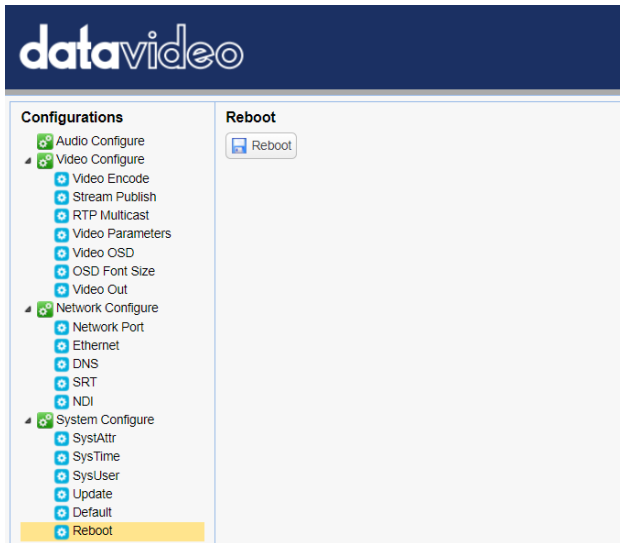 datavideo
Configurations
Audio Configure
Video Configure
Video Encode
Stream Publish
RTP Multicast
Video Parameters
Video OSD
OSD Font Size
Video Out
Network Configure
Network Port
Ethernet
DNS
SRT
NDI
System Configure
SystAttr
SysTime
SysUser
Update
Default
Reboot
Reboot
Reboot